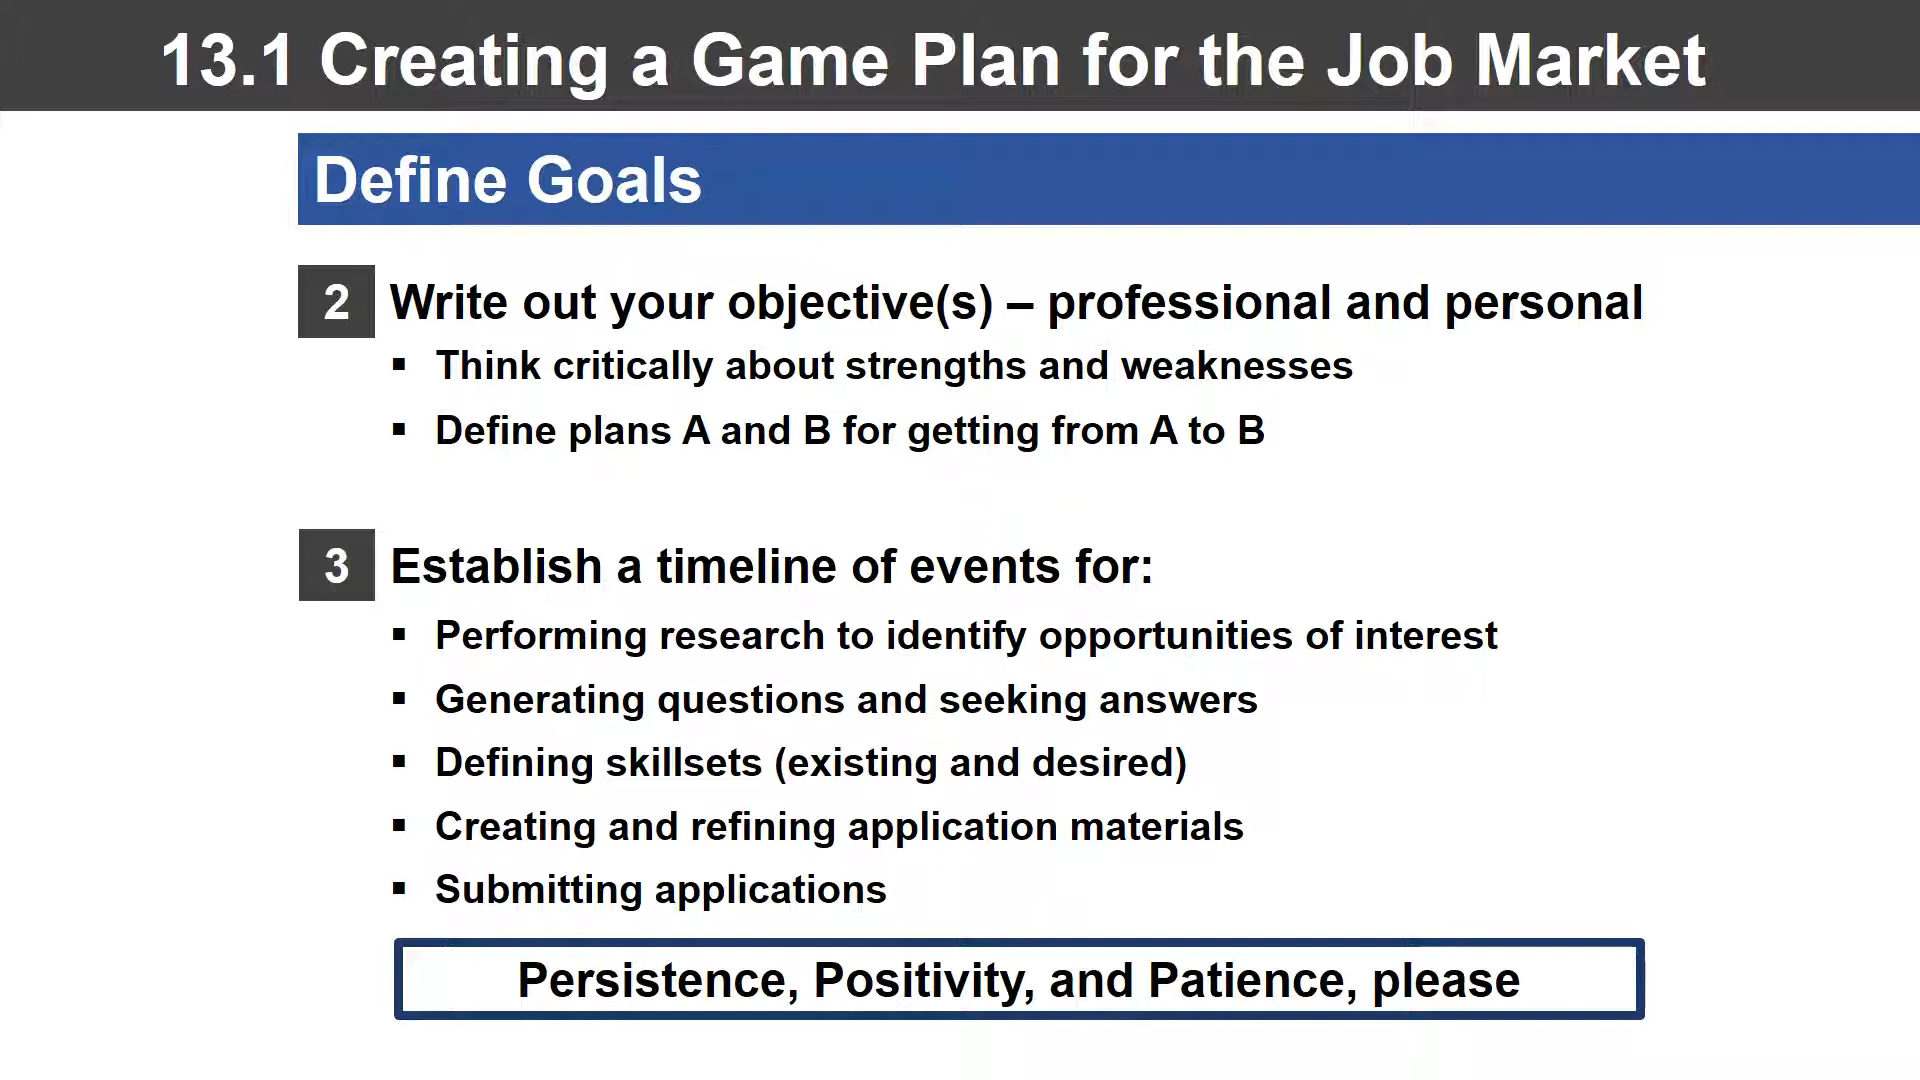 13.1 Creating a Game Plan for the Job Market
Define Goals
2 Write out your objective(s) – professional and personal
▪ Think critically about strengths and weaknesses
▪ Define plans A and B for getting from A to B
3 Establish a timeline of events for:
▪ Performing research to identify opportunities of interest
▪ Generating questions and seeking answers
▪ Defining skillsets (existing and desired)
▪ Creating and refining application materials
▪ Submitting applications
Persistence, Positivity, and Patience, please